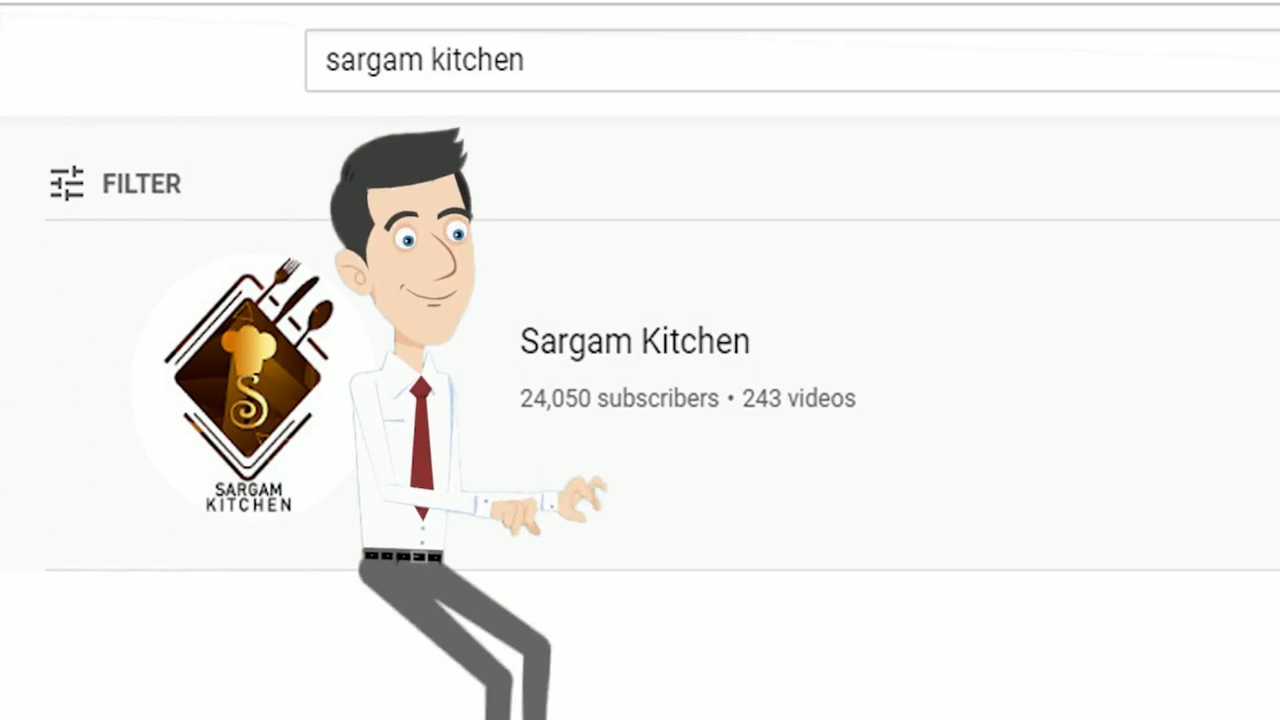 sargam kitchen
FILTER
S
SARGAM
KITCHEN
Sargam Kitchen
24,050 subscribers • 243 videos